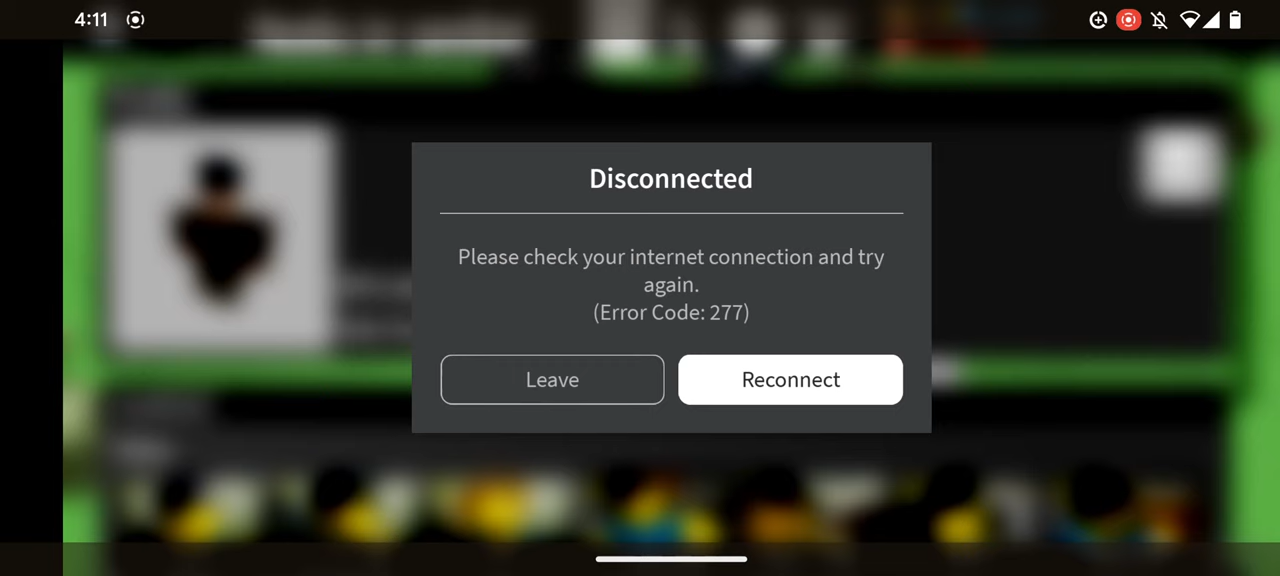 4:11
Disconnected
Please check your internet connection and try
again.
(Error Code: 277)
Leave
Reconnect